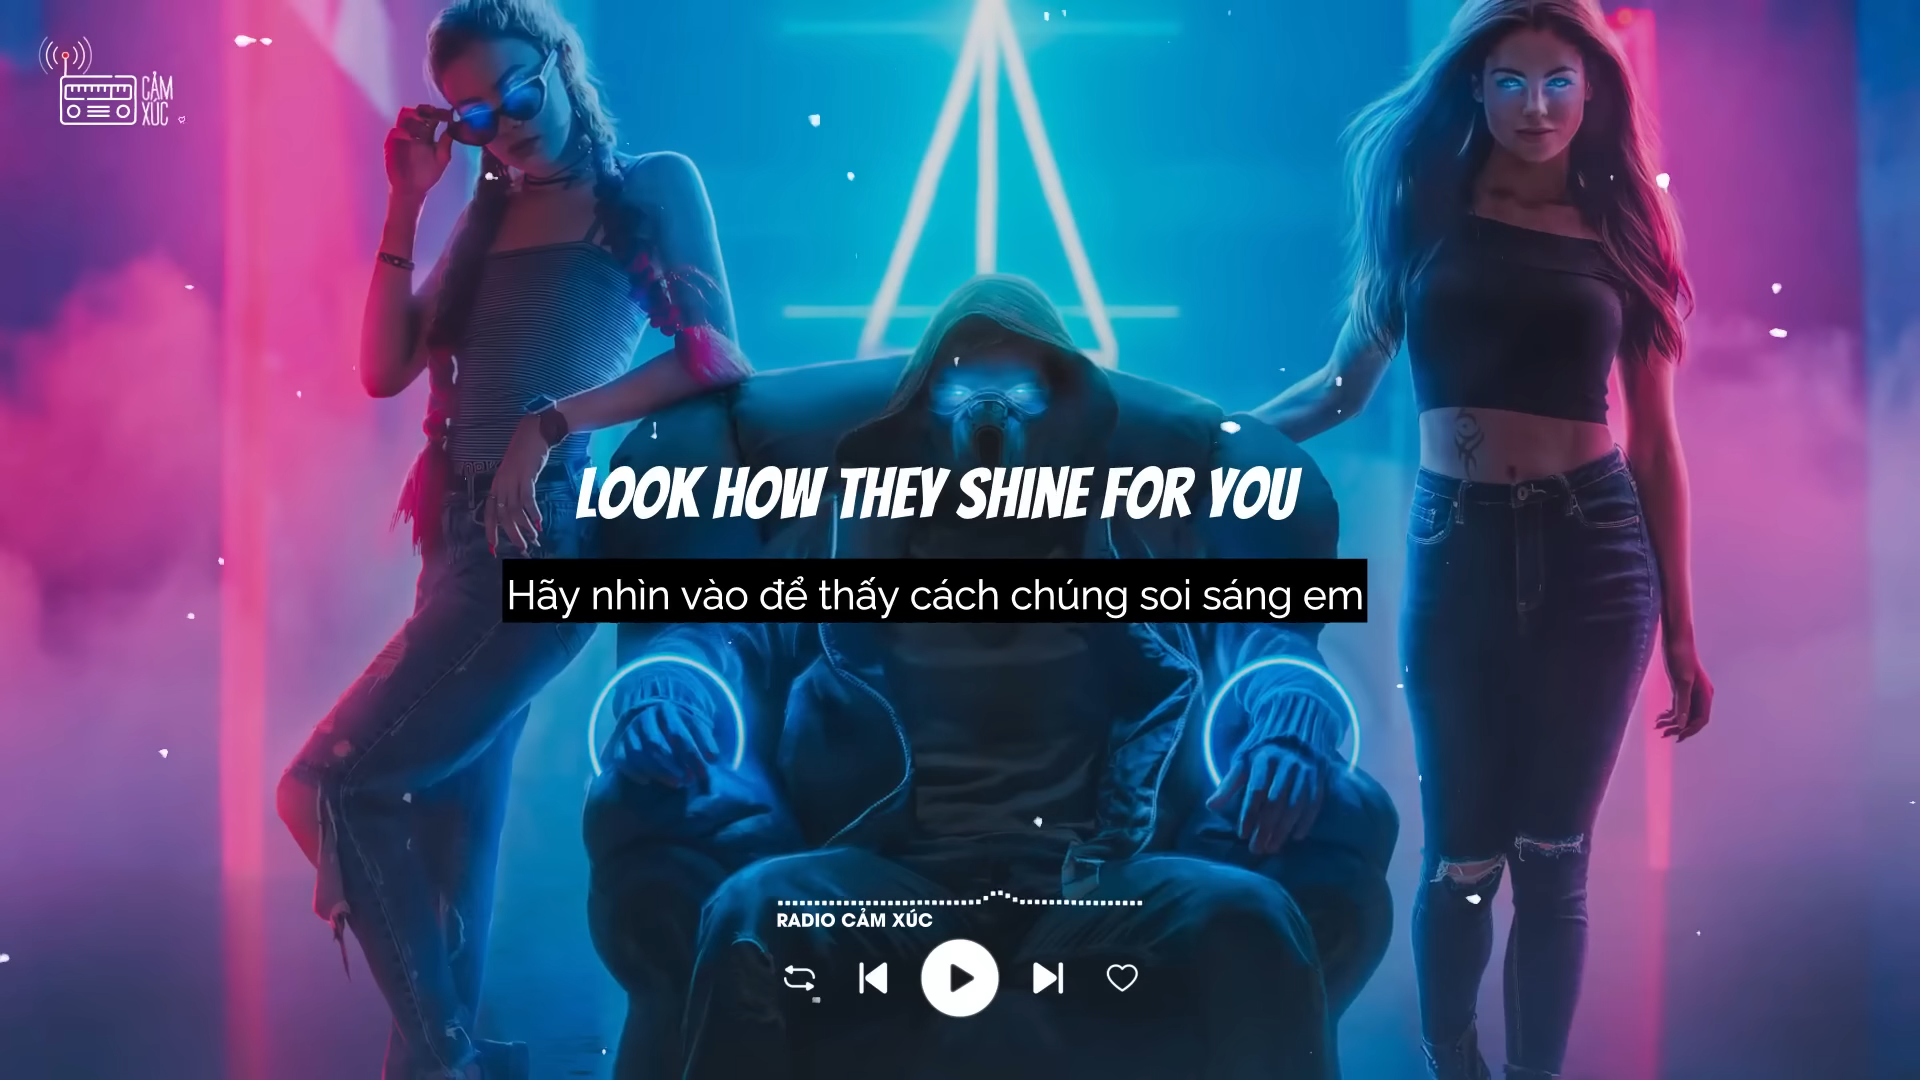 CẢM
XÚC
LOOK HOW THEY SHINE FOR YOU
Hãy nhìn vào để thấy cách chúng soi sáng em
RADIO CẢM XÚC